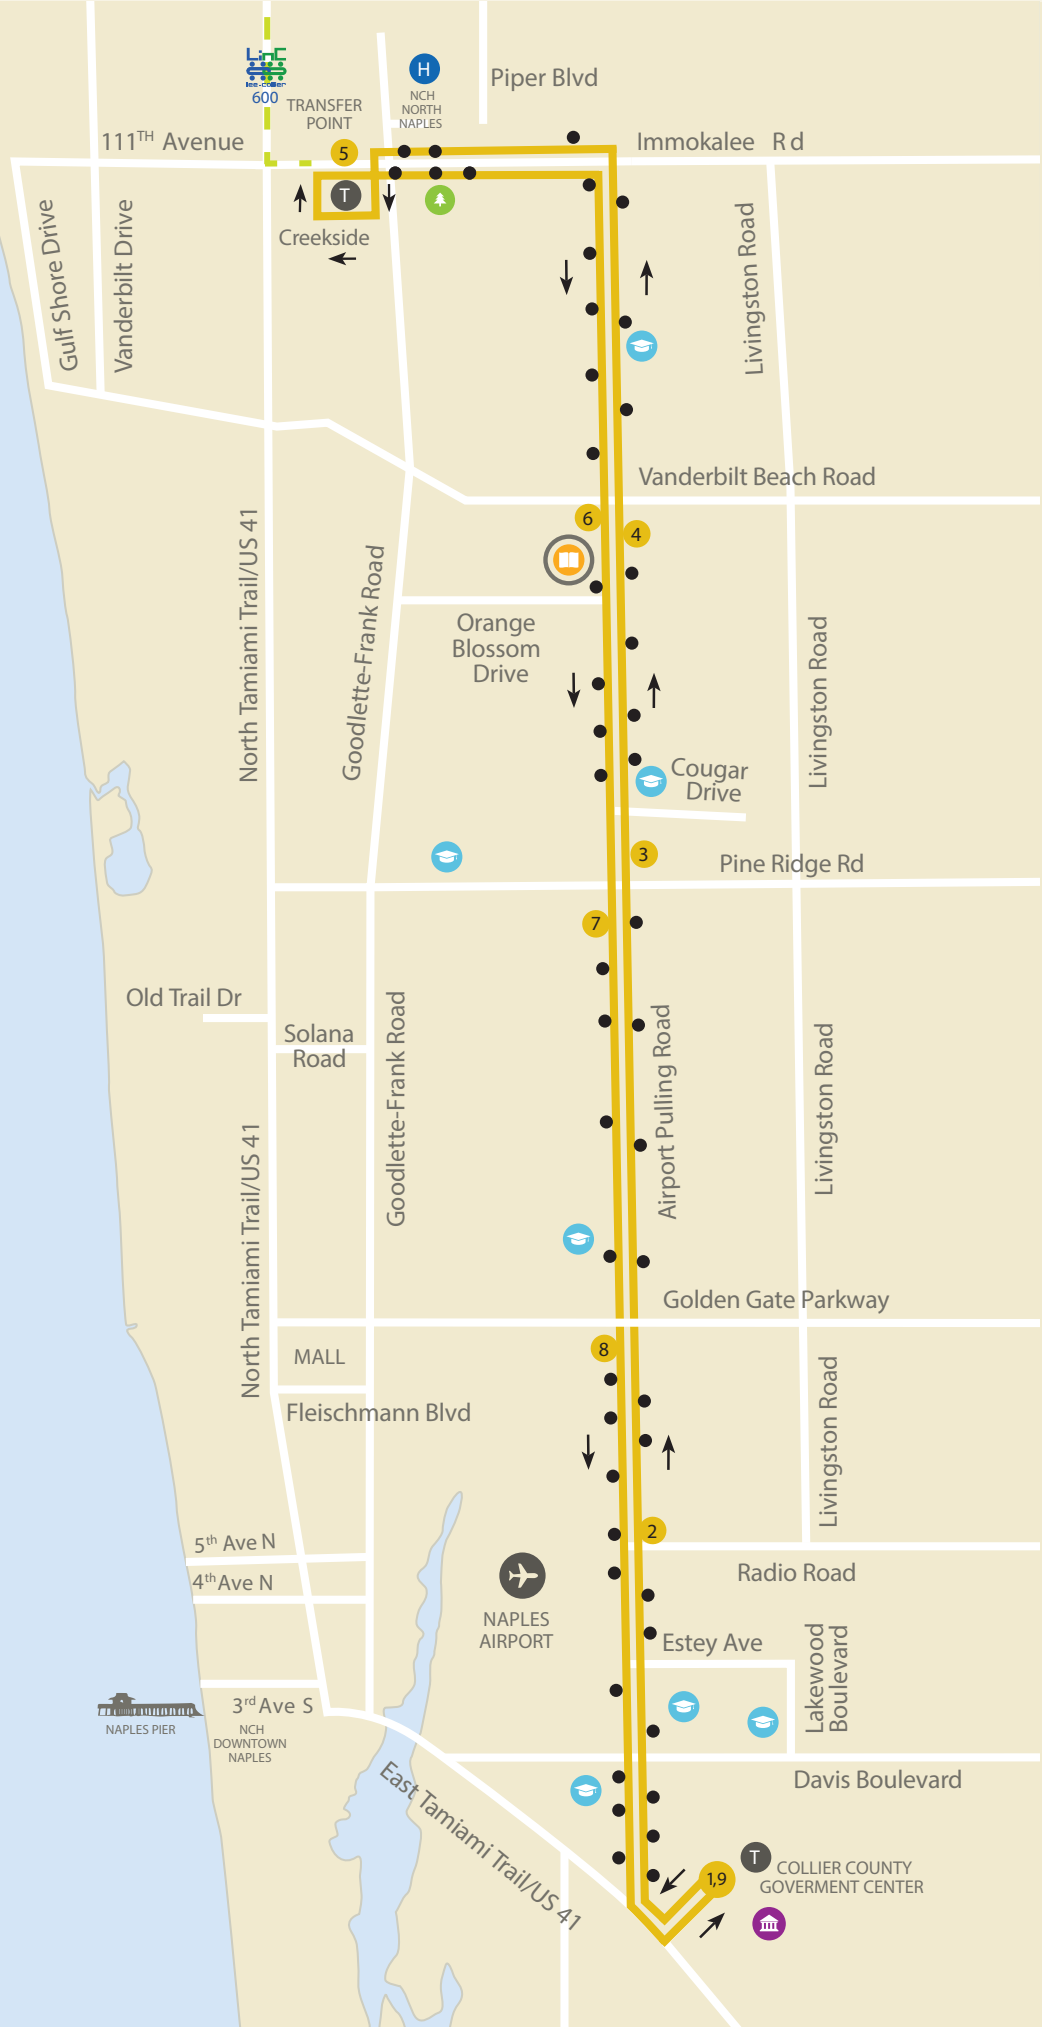 LinC
lee-collier
600
H
NCH
NORTH
NAPLES
Piper Blvd
TRANSFER
POINT
111TH Avenue
5
Immokalee Rd
T
Creekside
Gulf Shore Drive
Vanderbilt Drive
Livingston Road
Vanderbilt Beach Road
6
4
North Tamiami Trail/US 41
Goodlette-Frank Road
Orange
Blossom
Drive
Livingston Road
Cougar
Drive
3
Pine Ridge Rd
7
Old Trail Dr
Solana
Road
Goodlette-Frank Road
Airport Pulling Road
Livingston Road
North Tamiami Trail/US 41
Golden Gate Parkway
8
MALL
Fleischmann Blvd
Livingston Road
2
5th Ave N
4th Ave N
Radio Road
NAPLES
AIRPORT
Estey Ave
Lakewood
Boulevard
3rd Ave S
NAPLES PIER
NCH
DOWNTOWN
NAPLES
Davis Boulevard
East Tamiami Trail/US 41
1,9
T
COLLIER COUNTY
GOVERMENT CENTER